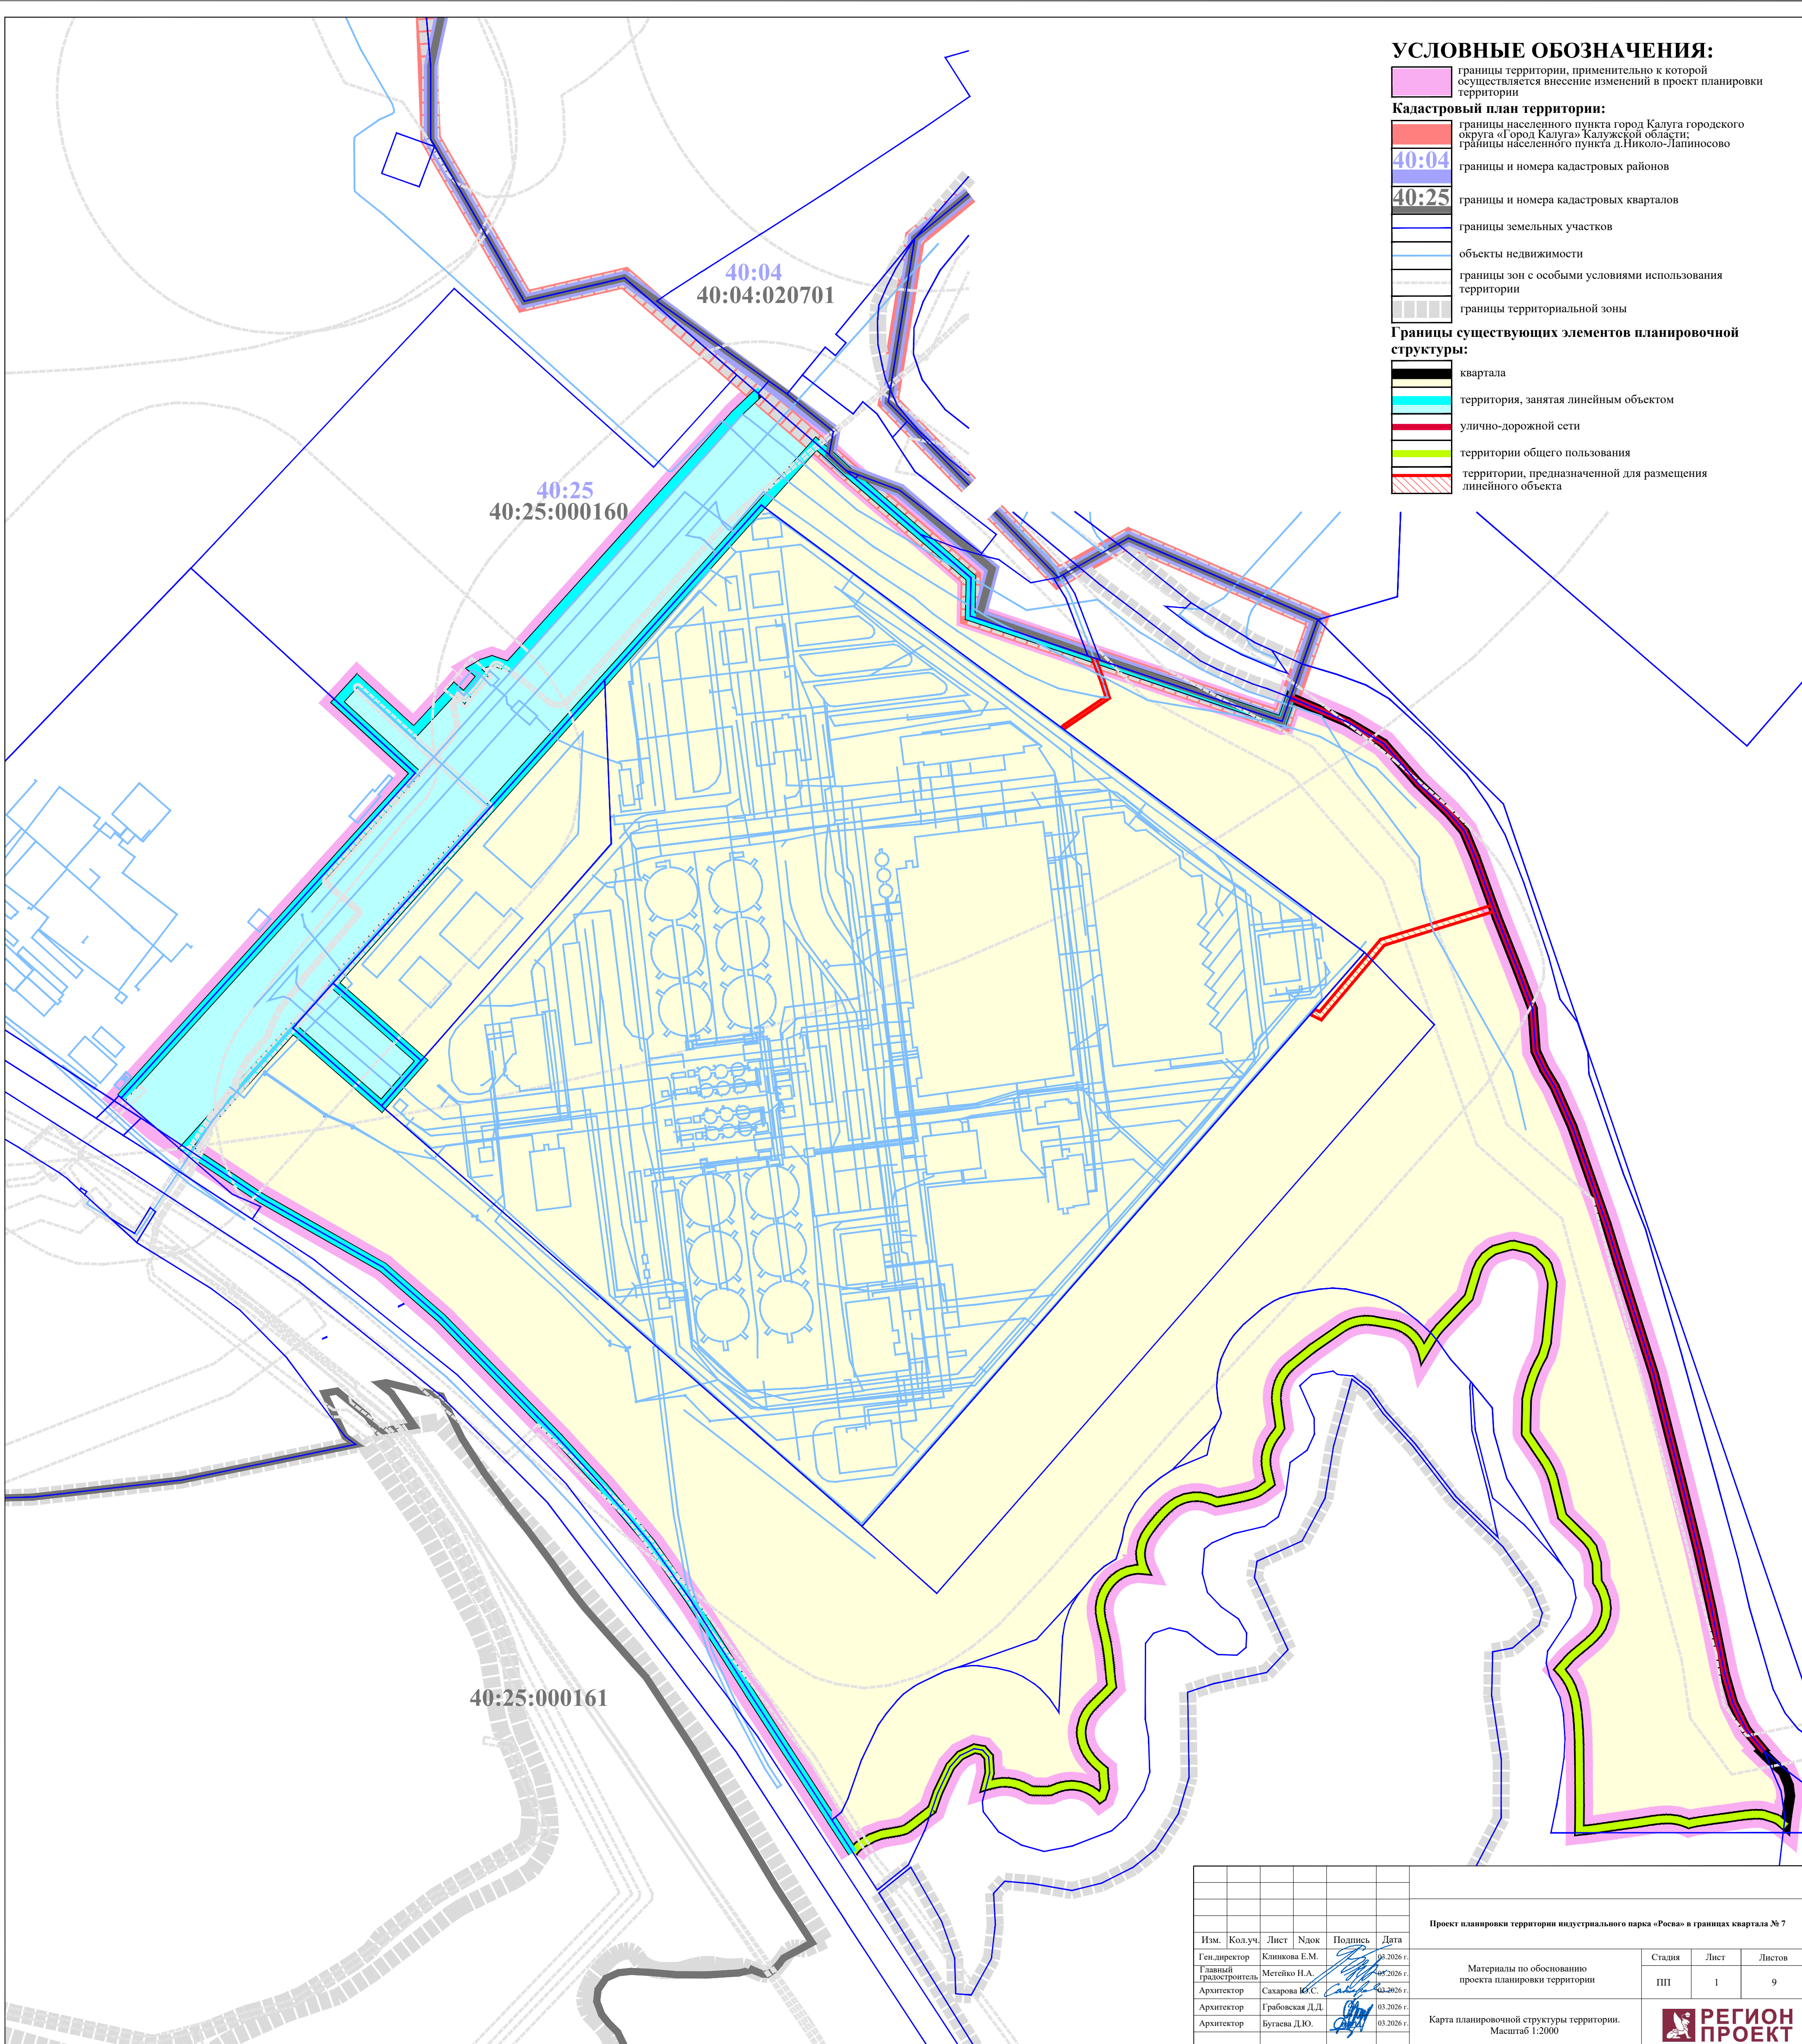 УСЛОВНЫЕ ОБОЗНАЧЕНИЯ:
границы территории, применительно к которой
осуществляется внесение изменений в проект планировки
территории
Кадастровый план территории:
границы населенного пункта город Калуга городского
округа «Город Калуга» Калужской области;
границы населенного пункта д.Николо-Лапиносово
40:04
границы и номера кадастровых районов
40:25
границы и номера кадастровых кварталов
границы земельных участков
объекты недвижимости
границы зон с особыми условиями использования
территории
границы территориальной зоны
Границы существующих элементов планировочной
структуры:
квартала
территория, занятая линейным объектом
улично-дорожной сети
территории общего пользования
территории, предназначенной для размещения
линейного объекта
40:04
40:04:020701
40:25
40:25:000160
40:25:000161
Проект планировки территории индустриального парка «Росва» в границах квартала № 7
Изм. Кол.уч. Лист Nдок Подпись Дата
Ген.директор Клинкова Е.М. 03.2026 г.
Главный
градостроитель Метейко Н.А. 03.2026 г.
Архитектор Сахарова Ю.С. 03.2026 г.
Архитектор Грабовская Д.Д. 03.2026 г.
Архитектор Бугаева Д.Ю. 03.2026 г.
Материалы по обоснованию
проекта планировки территории
Стадия Лист Листов
ПП 1 9
Карта планировочной структуры территории.
Масштаб 1:2000
РЕГИОН
ПРОЕКТ